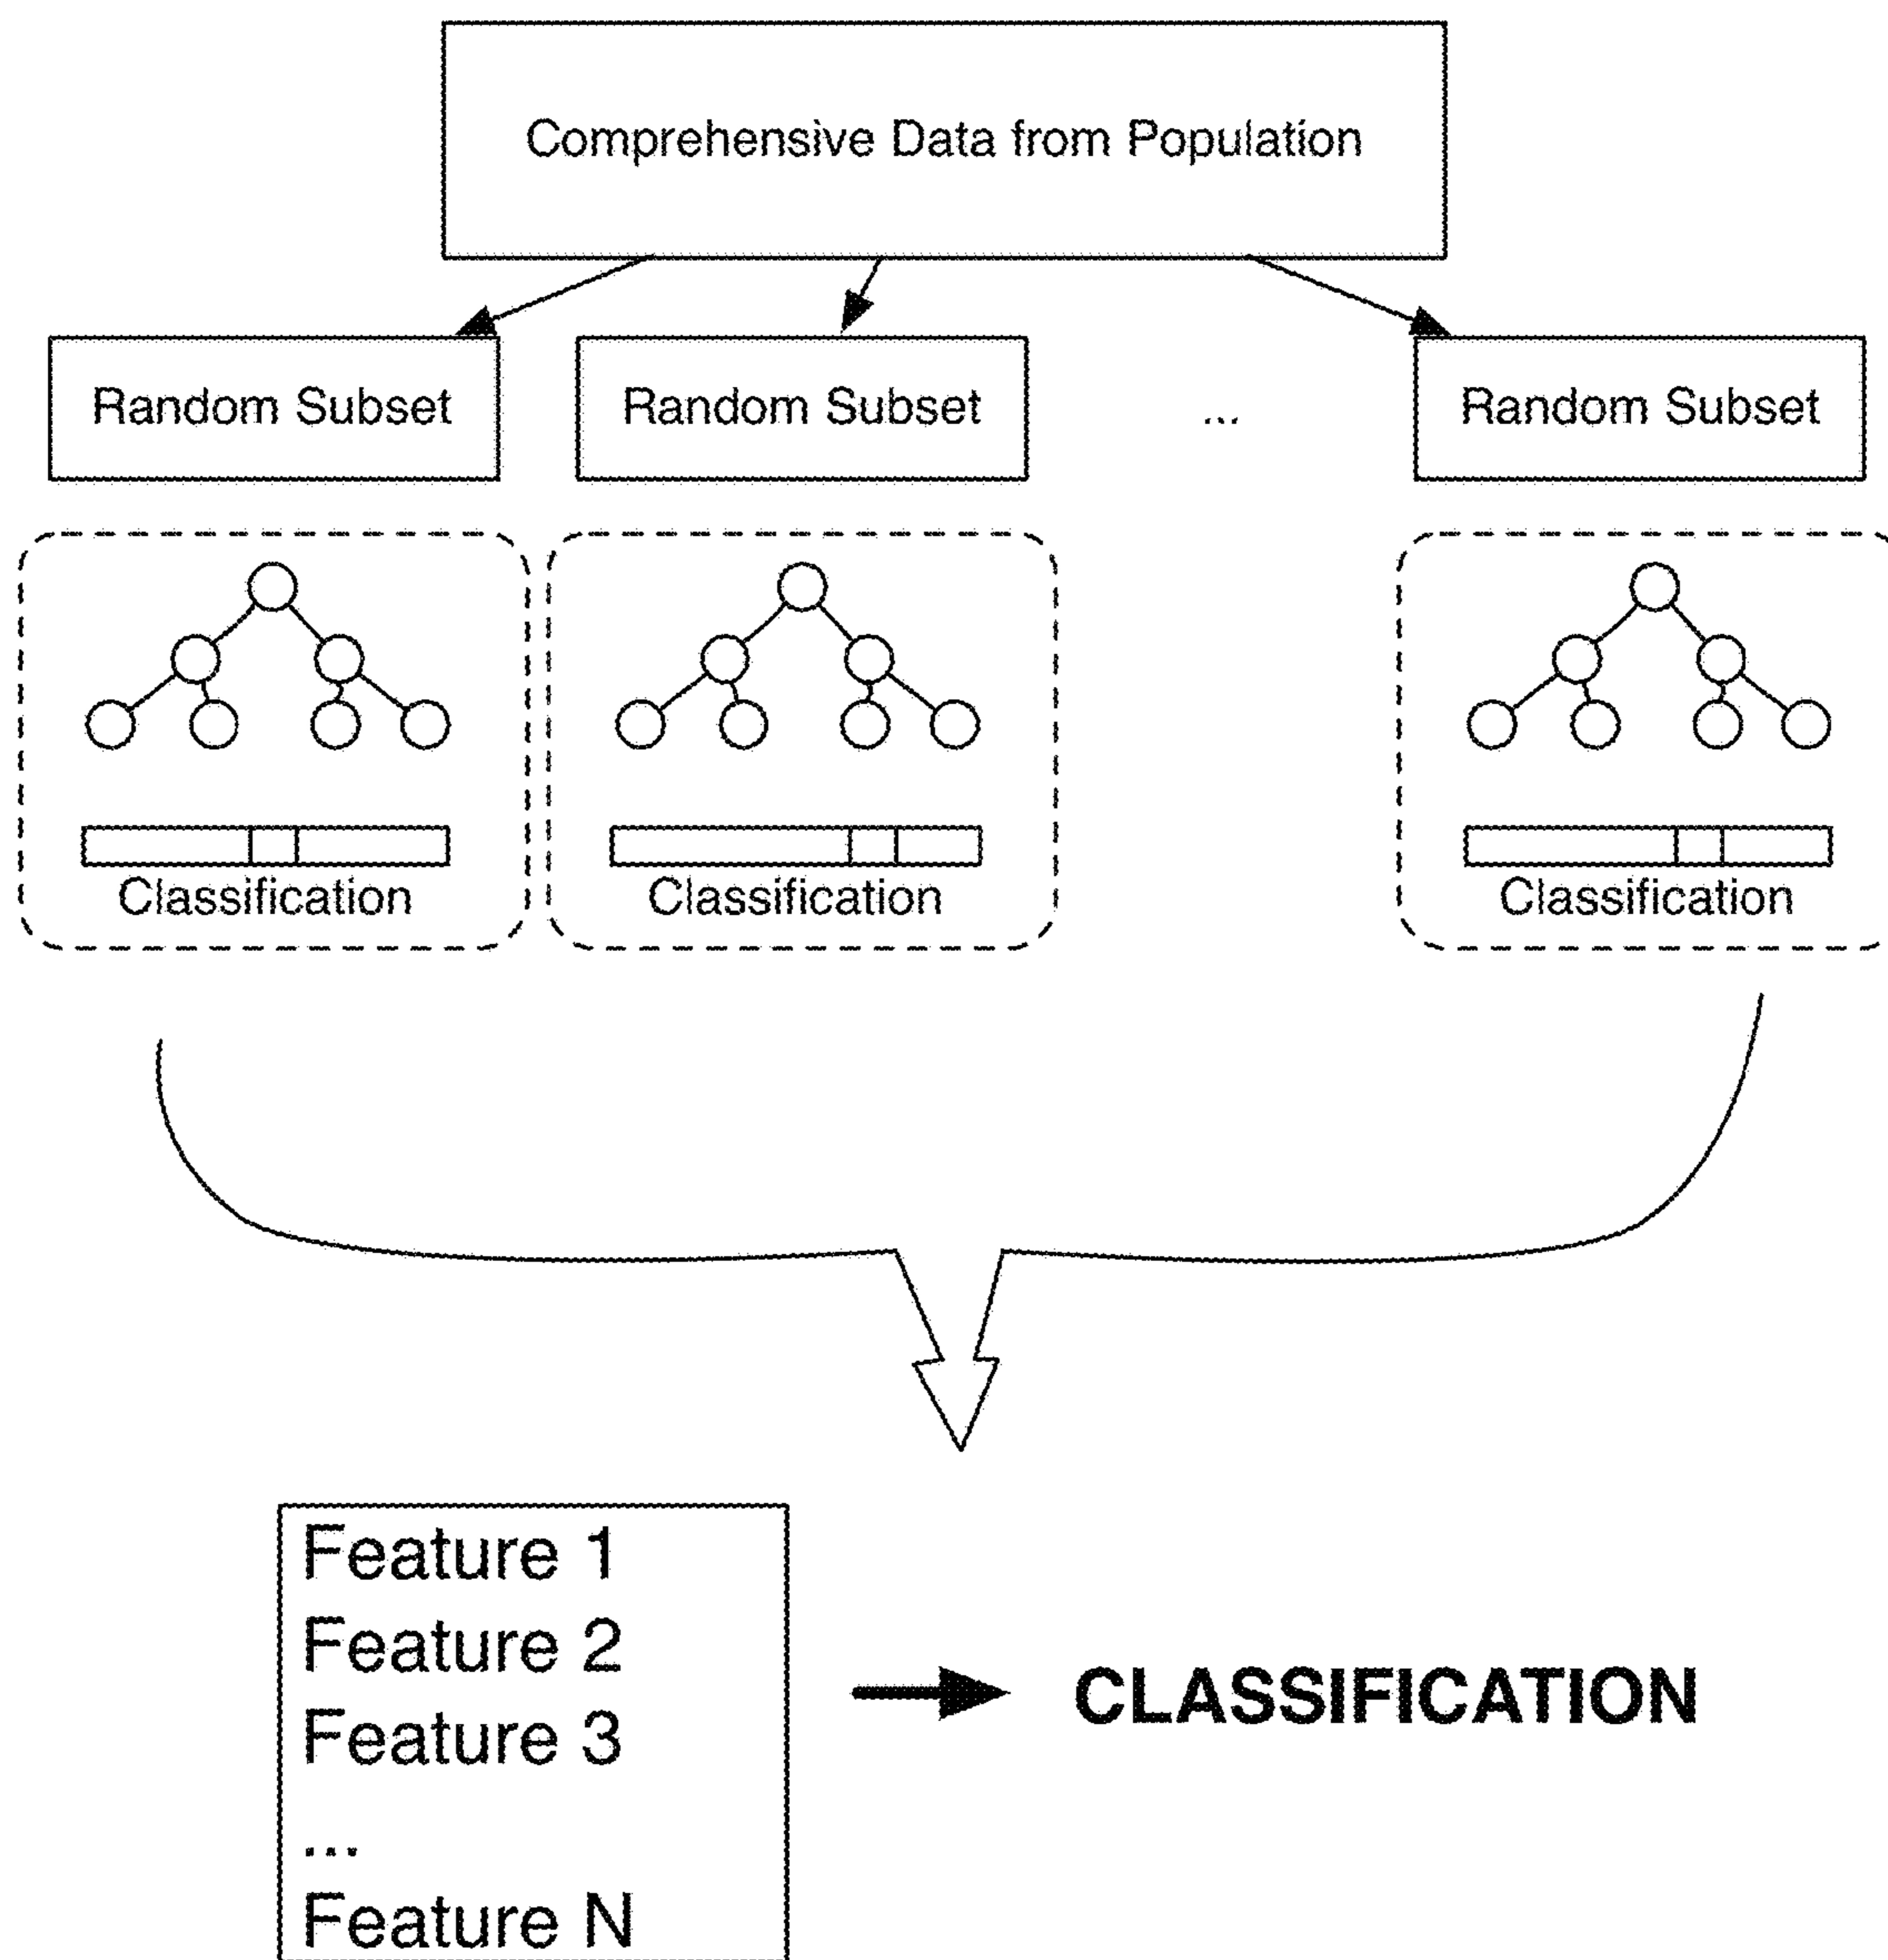 Comprehensive Data from Population
Random Subset
Random Subset
...
Random Subset
Classification
Classification
Classification
Feature 1
Feature 2
Feature 3
...
Feature N
CLASSIFICATION